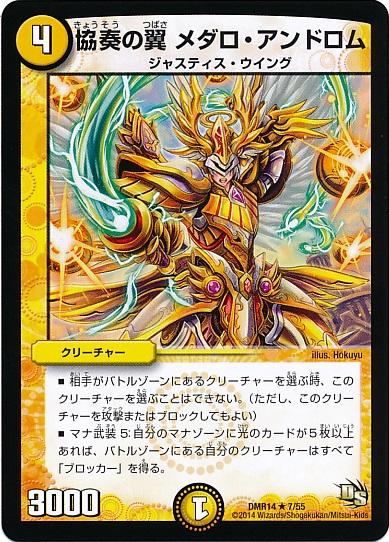 4
きょうそう つばさ
協奏の翼 メダロ・アンドロム
ジャスティス・ウイング
illus. Hokuyu
クリーチャー
■ 相手がバトルゾーンにあるクリーチャーを選ぶ時、この
クリーチャーを選ぶことはできない。(ただし、このクリー
チャーを攻撃またはブロックしてもよい)
■ マナ武装 5:自分のマナゾーンに光のカードが5枚以上
あれば、バトルゾーンにある自分のクリーチャーはすべて
「ブロッカー」を得る。
3000
1
DMR14 ★ 7/55
©2014 Wizards/Shogakukan/Mitsui-Kids
DS